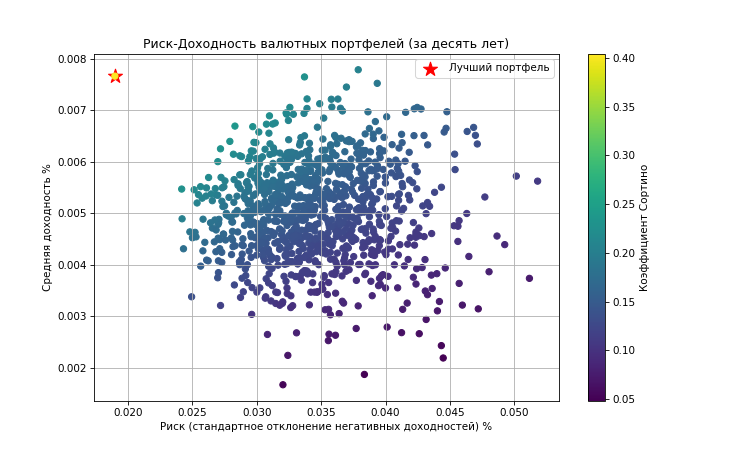 Риск-Доходность валютных портфелей (за десять лет)
Лучший портфель
0.008
0.007
0.006
0.005
0.004
0.003
0.002
Средняя доходность %
0.020 0.025 0.030 0.035 0.040 0.045 0.050
Риск (стандартное отклонение негативных доходностей) %
0.40
0.35
0.30
0.25
0.20
0.15
0.10
0.05
Коэффициент Сортино